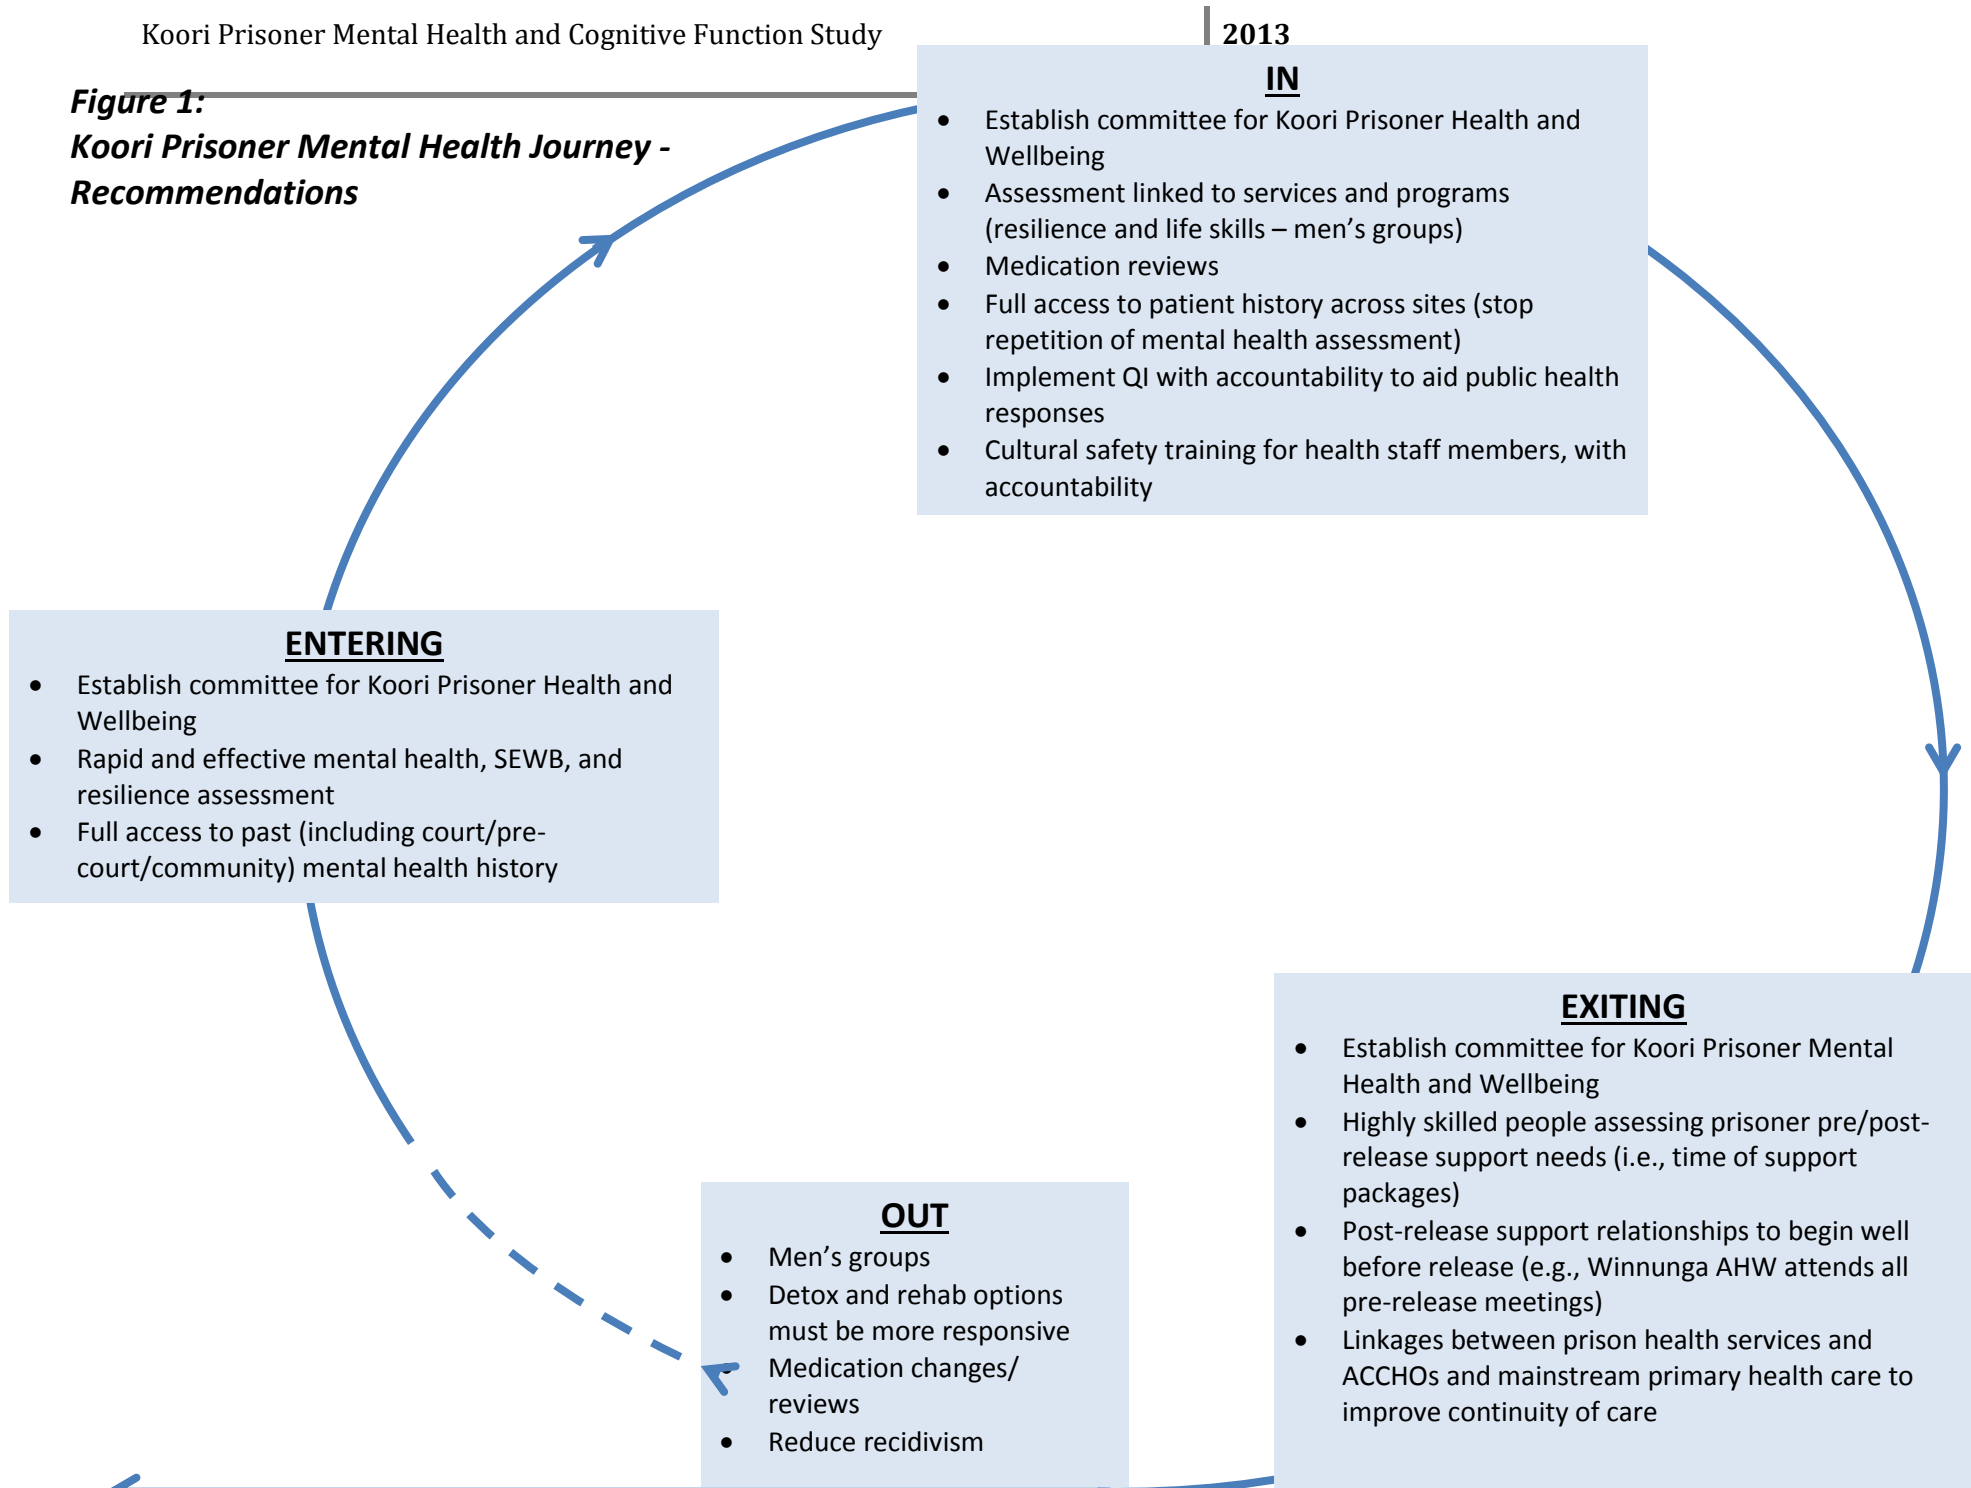 Koori Prisoner Mental Health and Cognitive Function Study
2013
Figure 1:
Koori Prisoner Mental Health Journey -
Recommendations
IN
• Establish committee for Koori Prisoner Health and
Wellbeing
• Assessment linked to services and programs
(resilience and life skills – men’s groups)
• Medication reviews
• Full access to patient history across sites (stop
repetition of mental health assessment)
• Implement QI with accountability to aid public health
responses
• Cultural safety training for health staff members, with
accountability
ENTERING
• Establish committee for Koori Prisoner Health and
Wellbeing
• Rapid and effective mental health, SEWB, and
resilience assessment
• Full access to past (including court/pre-
court/community) mental health history
EXITING
• Establish committee for Koori Prisoner Mental
Health and Wellbeing
• Highly skilled people assessing prisoner pre/post-
release support needs (i.e., time of support
packages)
• Post-release support relationships to begin well
before release (e.g., Winnunga AHW attends all
pre-release meetings)
• Linkages between prison health services and
ACCHOs and mainstream primary health care to
improve continuity of care
OUT
• Men’s groups
• Detox and rehab options
must be more responsive
• Medication changes/
reviews
• Reduce recidivism